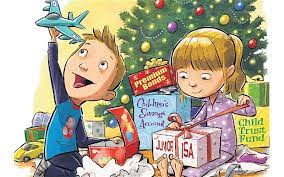 Premium
Bonds
Children's
Savings
Account
Child
Trust
Fund
JUNIOR ISA